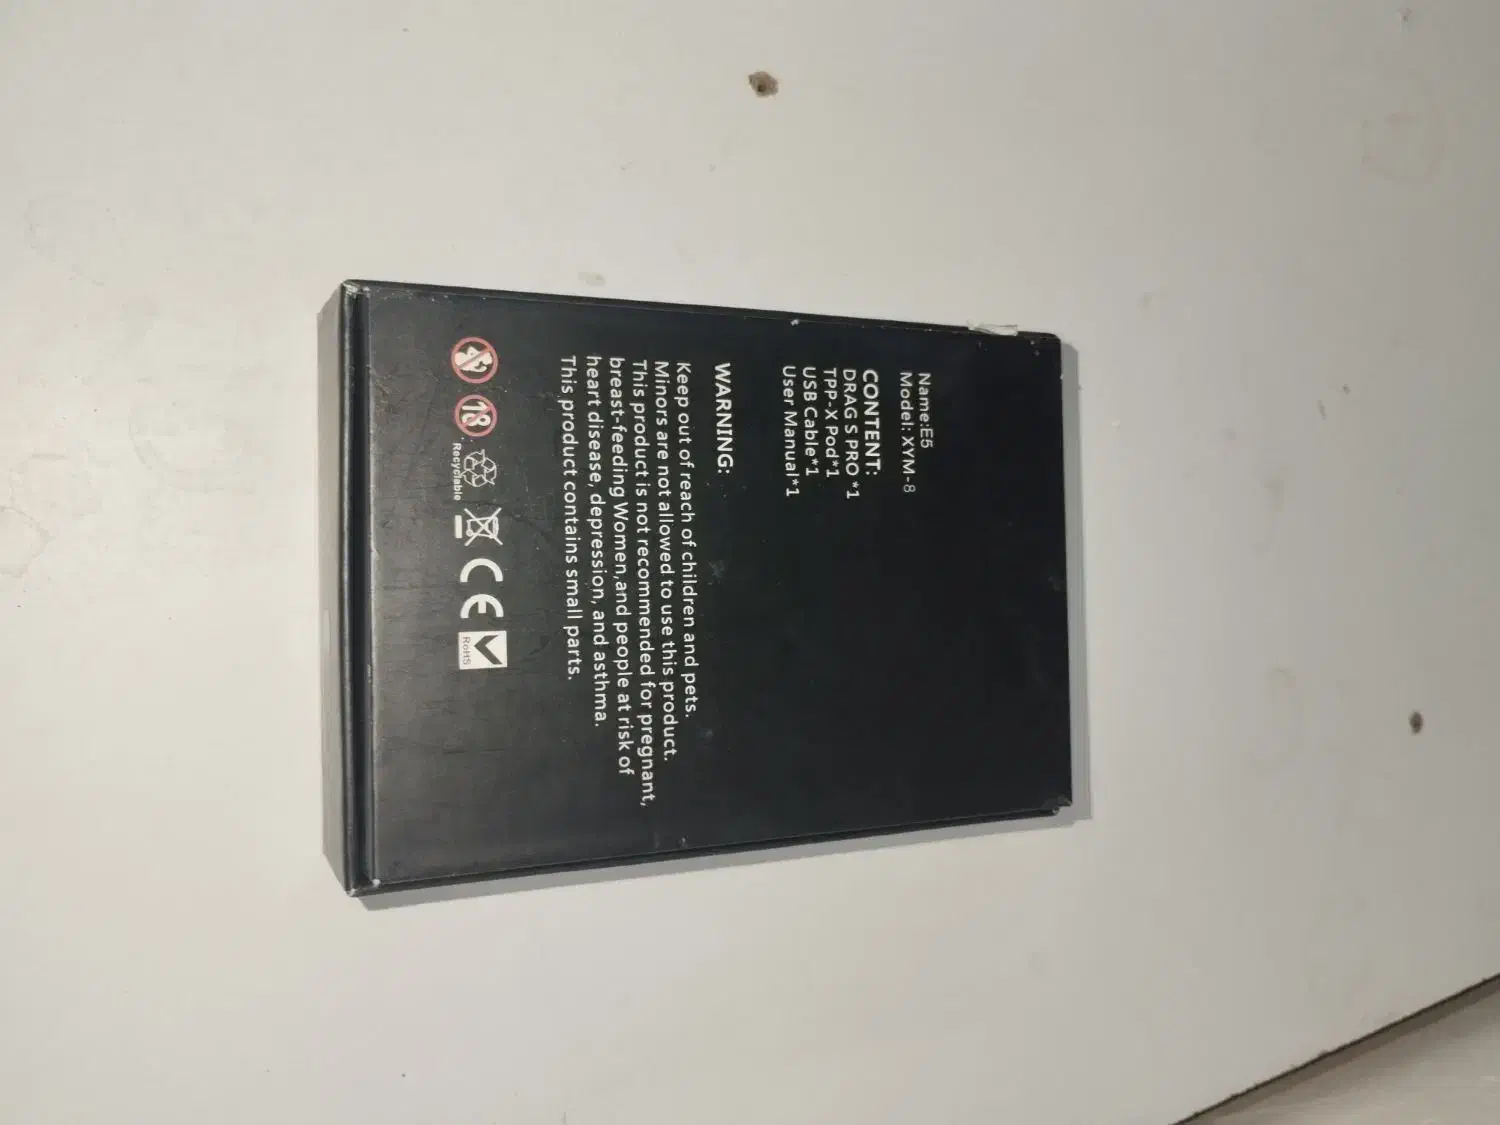 Name:E5
Model: XYM-8
CONTENT:
DRAG S PRO *1
TPP-X Pod*1
USB Cable*1
User Manual*1
WARNING:
Keep out of reach of children and pets.
Minors are not allowed to use this product.
This product is not recommended for pregnant,
breast-feeding Women,and people at risk of
heart disease, depression, and asthma.
This product contains small parts.
18
CE
Recyclable
RoHS